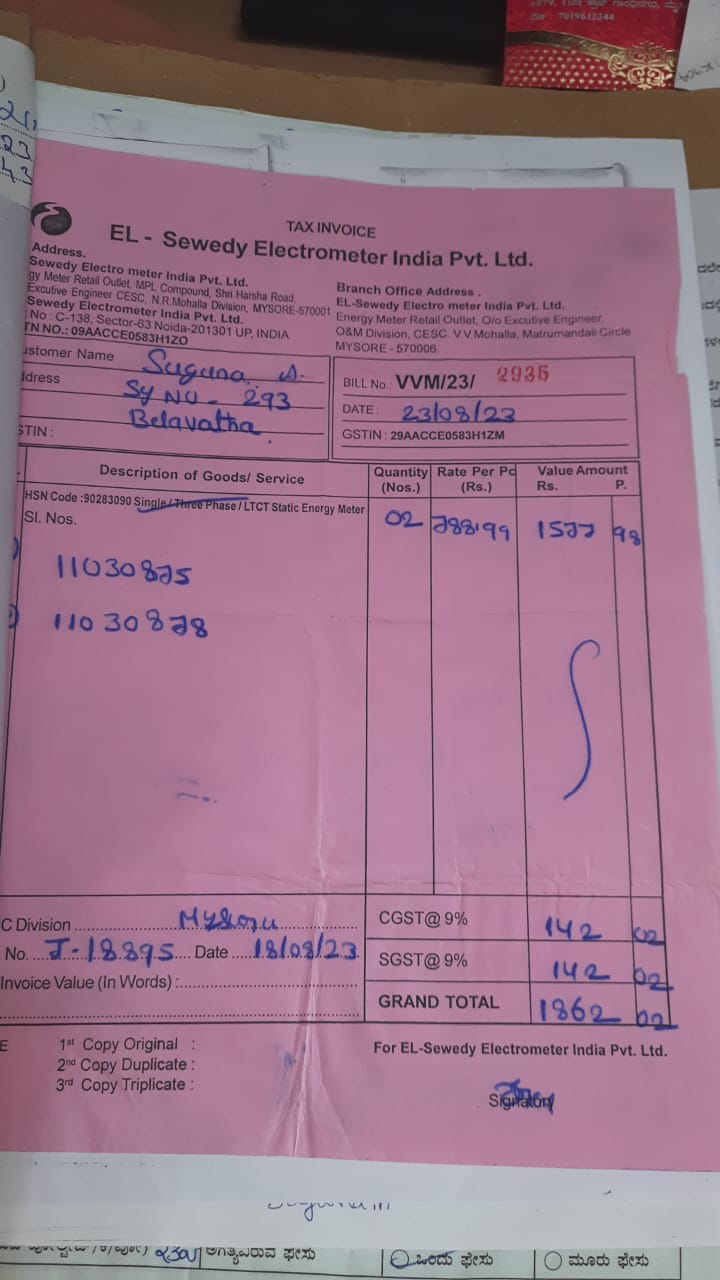 7019612344
TAX INVOICE
EL - Sewedy Electrometer India Pvt. Ltd.
Address.
Sewedy Electro meter India Pvt. Ltd.
gy Meter Retail Outlet, MPL Compound, Shri Harsha Road,
Excutive Engineer CESC, N.R.Mohalla Division, MYSORE-570001
Sewedy Electrometer India Pvt. Ltd.
No : C-138, Sector-63 Noida-201301 UP, INDIA
TN NO.: 09AACCE0583H1ZO
Branch Office Address .
EL-Sewedy Electro meter India Pvt. Ltd.
Energy Meter Retail Outlet, O/o Excutive Engineer,
O&M Division, CESC. V.V.Mohalla, Matrumandali Circle
MYSORE - 570006.
ustomer Name Suguna. S.
ddress Sy NO - 293
Belavatha.
STIN :
BILL No.: VVM/23/ 2935
DATE : 23/08/23
GSTIN : 29AACCE0583H1ZM
Description of Goods/ Service Quantity (Nos.) Rate Per Pc (Rs.) Value Amount Rs. P.
HSN Code :90283090 Single / Three Phase / LTCT Static Energy Meter 02 788.99 1577 98
Sl. Nos.
11030875
11030878
C Division Mysoru
No. J-18895 Date 18/08/23
Invoice Value (In Words) :
CGST@ 9% 142 02
SGST@ 9% 142 02
GRAND TOTAL 1862 02
E 1st Copy Original :
2nd Copy Duplicate :
3rd Copy Triplicate :
For EL-Sewedy Electrometer India Pvt. Ltd.
Signatory
ಅಗತ್ಯವಿರುವ ಫೇಸು ಒಂದು ಫೇಸು ಮೂರು ಫೇಸು